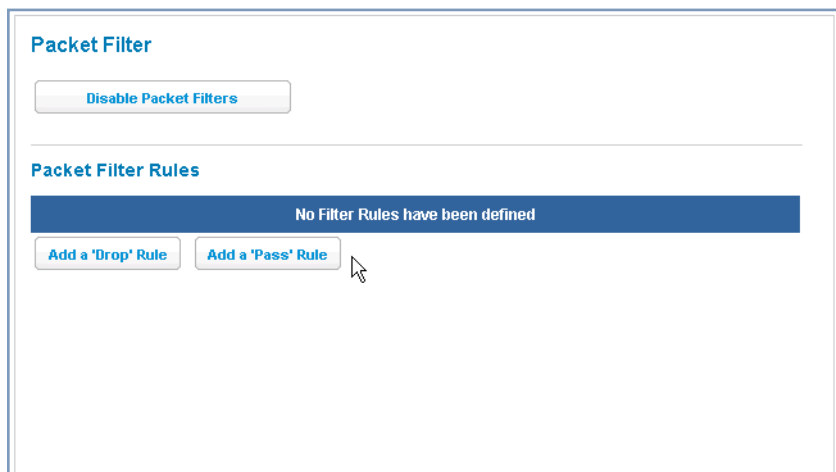 Packet Filter
Disable Packet Filters
Packet Filter Rules
No Filter Rules have been defined
Add a 'Drop' Rule
Add a 'Pass' Rule